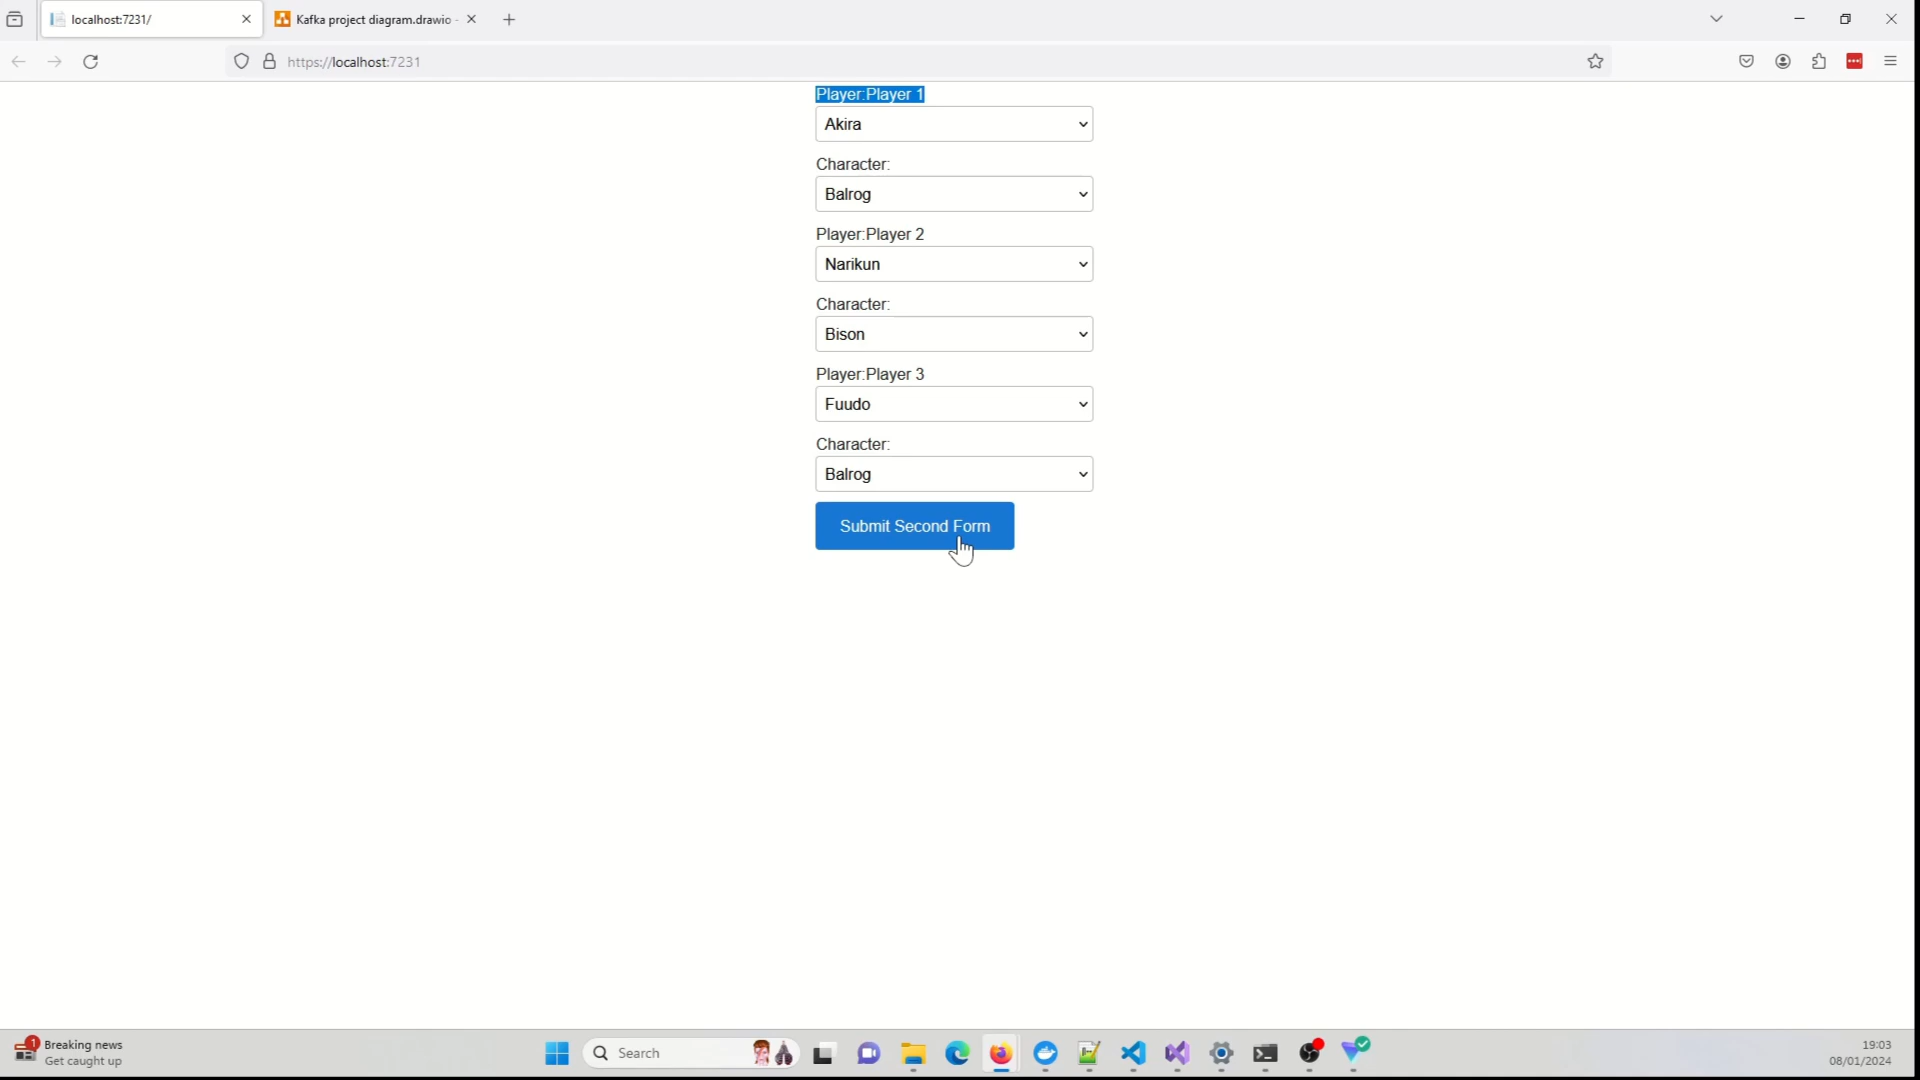 localhost:7231/
Kafka project diagram.drawio -
https://localhost:7231
Player:Player 1
Akira
Character:
Balrog
Player:Player 2
Narikun
Character:
Bison
Player:Player 3
Fuudo
Character:
Balrog
Submit Second Form
1
Breaking news
Get caught up
Search
19:03
08/01/2024